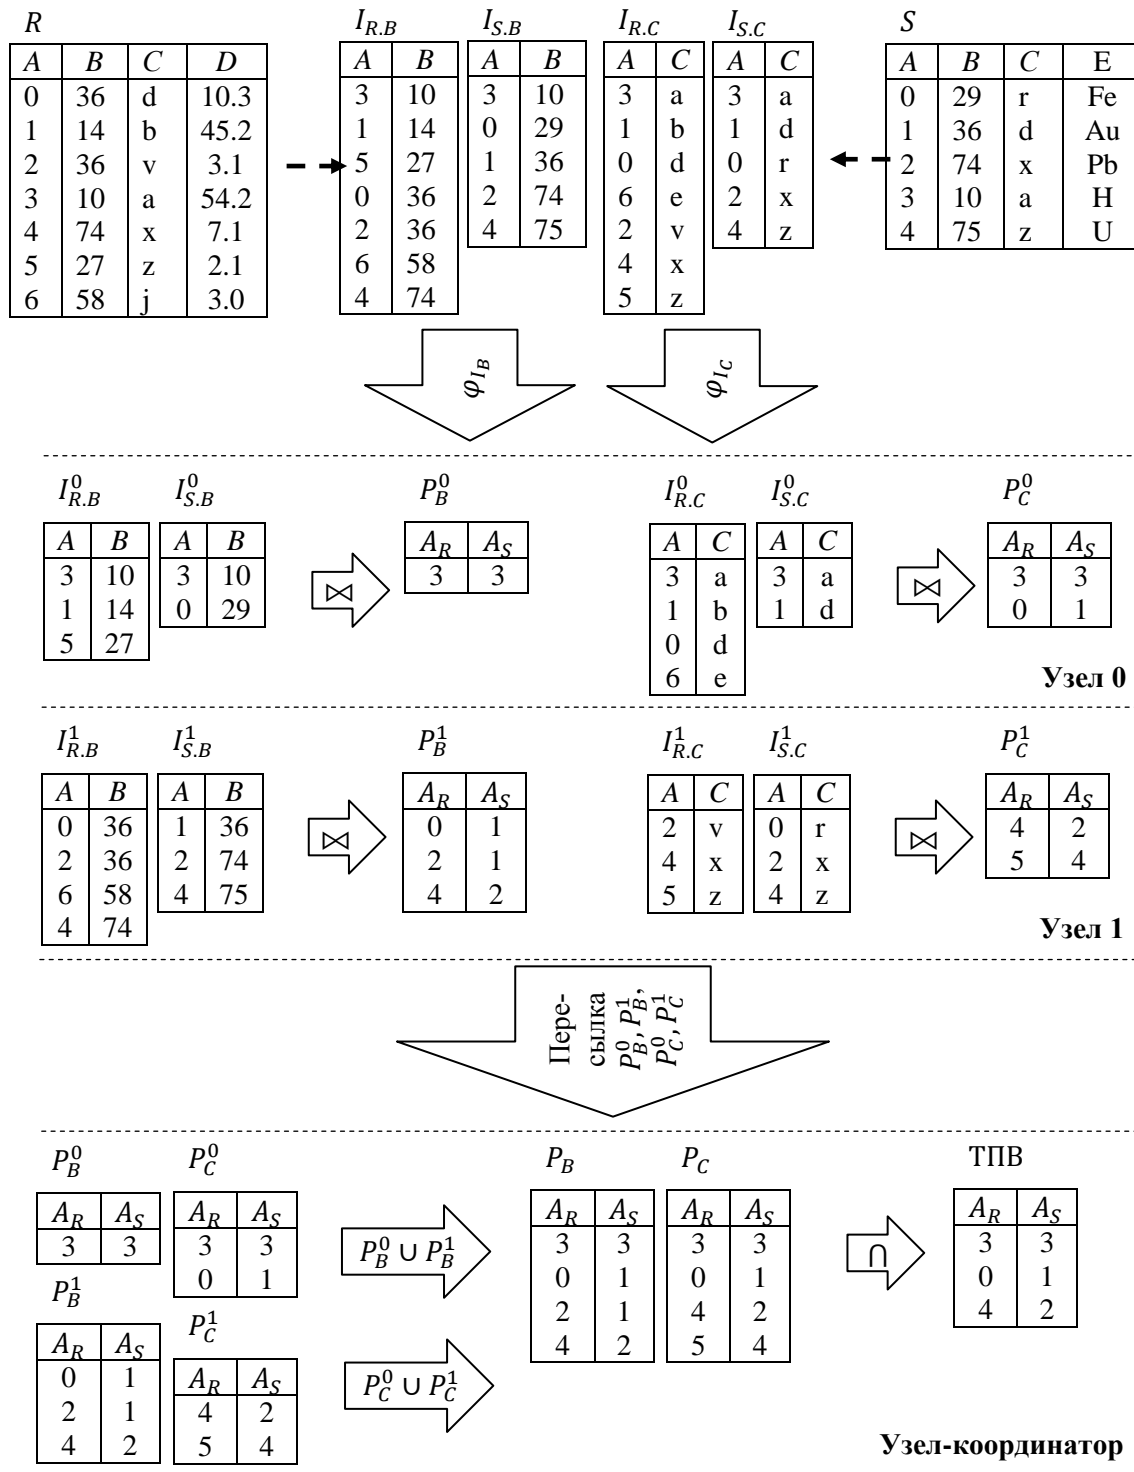 R I_{R.B} I_{S.B} I_{R.C} I_{S.C} S
A B C D A B A B A C A C A B C E
0 36 d 10.3 3 10 3 10 3 a 3 a 0 29 r Fe
1 14 b 45.2 1 14 0 29 1 b 1 d 1 36 d Au
2 36 v 3.1 5 27 1 36 0 d 0 r 2 74 x Pb
3 10 a 54.2 0 36 2 74 6 e 2 x 3 10 a H
4 74 x 7.1 2 36 4 75 2 v 4 z 4 75 z U
5 27 z 2.1 6 58 4 x
6 58 j 3.0 4 74 5 z
φ_{I_B} φ_{I_C}
I^0_{R.B} I^0_{S.B} P^0_B I^0_{R.C} I^0_{S.C} P^0_C
A B A B A_R A_S A C A C A_R A_S
3 10 3 10 ⋈ 3 3 3 a 3 a ⋈ 3 3
1 14 0 29 1 b 1 d 0 1
5 27 0 d
6 e
Узел 0
I^1_{R.B} I^1_{S.B} P^1_B I^1_{R.C} I^1_{S.C} P^1_C
A B A B A_R A_S A C A C A_R A_S
0 36 1 36 ⋈ 0 1 2 v 0 r ⋈ 4 2
2 36 2 74 2 1 4 x 2 x 5 4
6 58 4 75 4 2 5 z 4 z
4 74
Узел 1
Пере-
сылка
P^0_B, P^1_B,
P^0_C, P^1_C
P^0_B P^0_C P_B P_C ТПВ
A_R A_S A_R A_S A_R A_S A_R A_S A_R A_S
3 3 3 3 P^0_B ∪ P^1_B 3 3 3 3 ∩ 3 3
0 1 0 1 0 1 0 1
P^1_B 2 1 4 2 4 2
P^1_C 4 2 5 4
A_R A_S A_R A_S P^0_C ∪ P^1_C
0 1 4 2
2 1 5 4
4 2
Узел-координатор